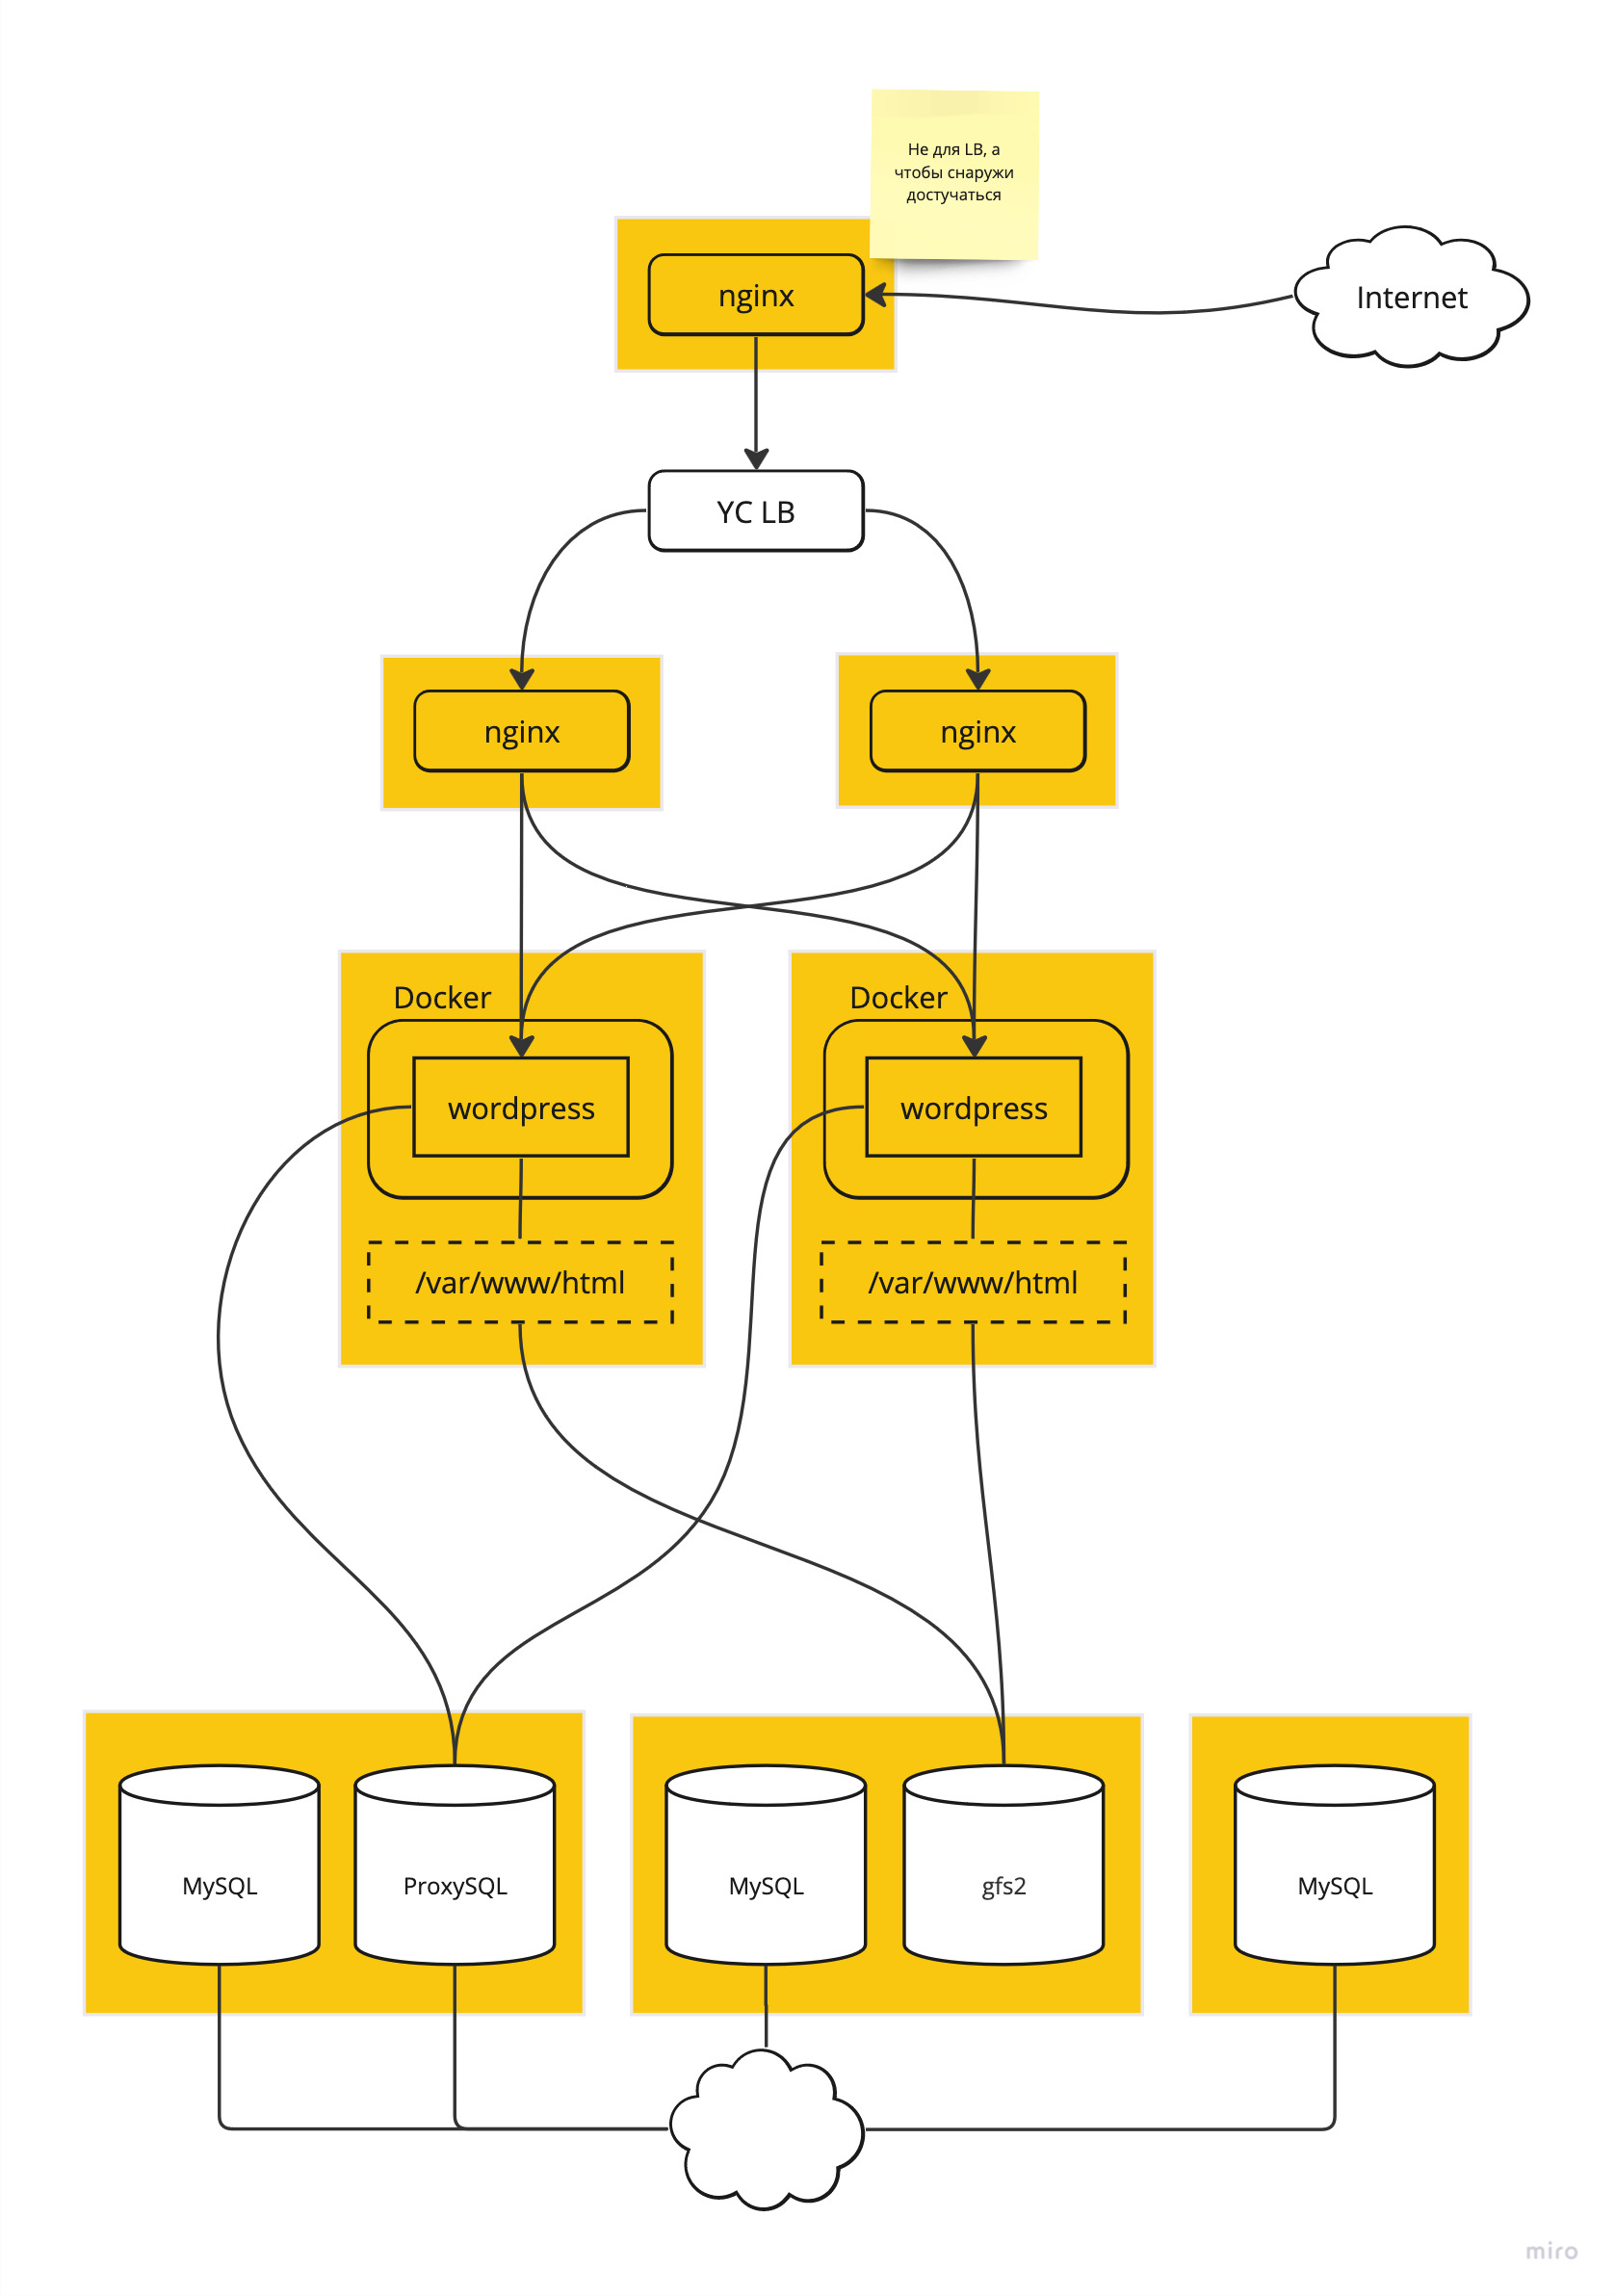 Не для LB, а
чтобы снаружи
достучаться
nginx
Internet
YC LB
nginx
nginx
Docker
Docker
wordpress
wordpress
/var/www/html
/var/www/html
MySQL
ProxySQL
MySQL
gfs2
MySQL
miro